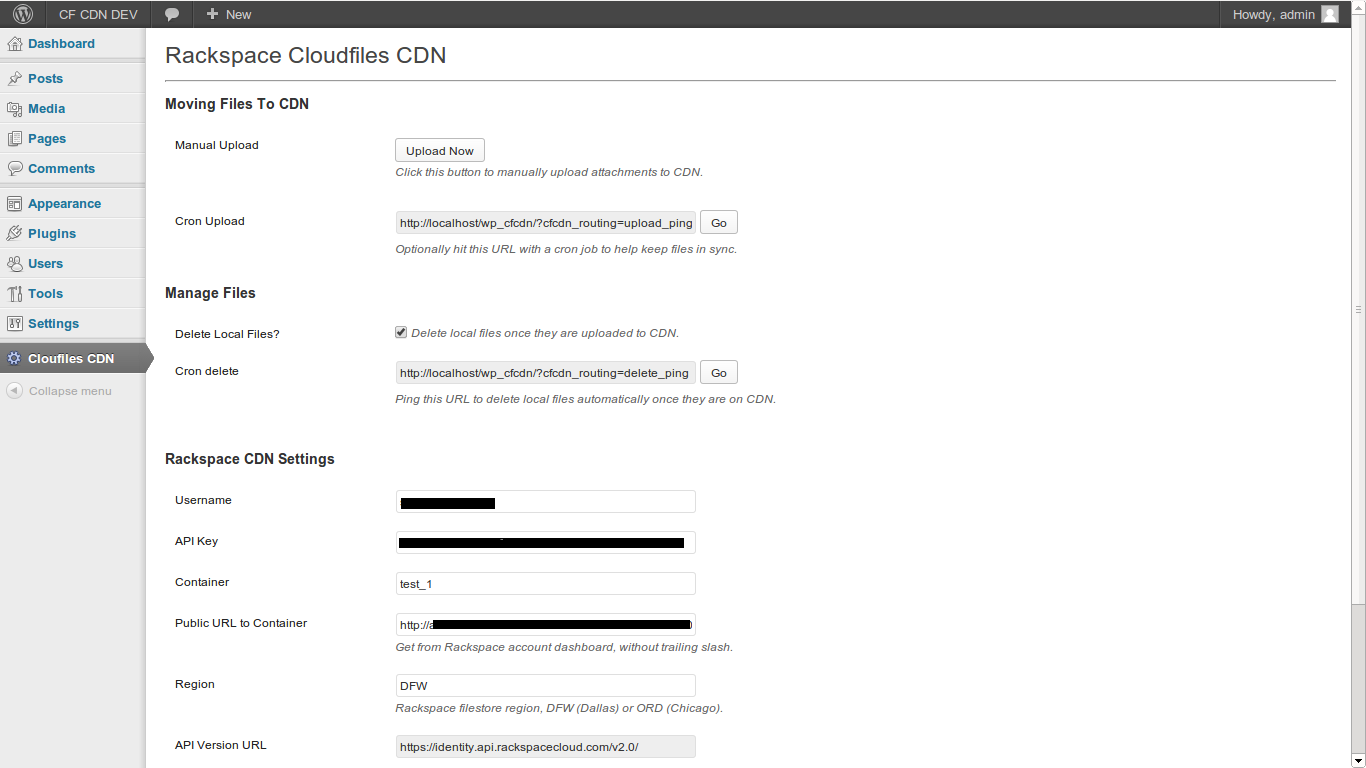 CF CDN DEV
New
Howdy, admin
Dashboard
Posts
Media
Pages
Comments
Appearance
Plugins
Users
Tools
Settings
Cloufiles CDN
Collapse menu
Rackspace Cloudfiles CDN
Moving Files To CDN
Manual Upload
Upload Now
Click this button to manually upload attachments to CDN.
Cron Upload
http://localhost/wp_cfcdn/?cfcdn_routing=upload_ping
Go
Optionally hit this URL with a cron job to help keep files in sync.
Manage Files
Delete Local Files?
Delete local files once they are uploaded to CDN.
Cron delete
http://localhost/wp_cfcdn/?cfcdn_routing=delete_ping
Go
Ping this URL to delete local files automatically once they are on CDN.
Rackspace CDN Settings
Username
API Key
Container
test_1
Public URL to Container
http://a
Get from Rackspace account dashboard, without trailing slash.
Region
DFW
Rackspace filestore region, DFW (Dallas) or ORD (Chicago).
API Version URL
https://identity.api.rackspacecloud.com/v2.0/